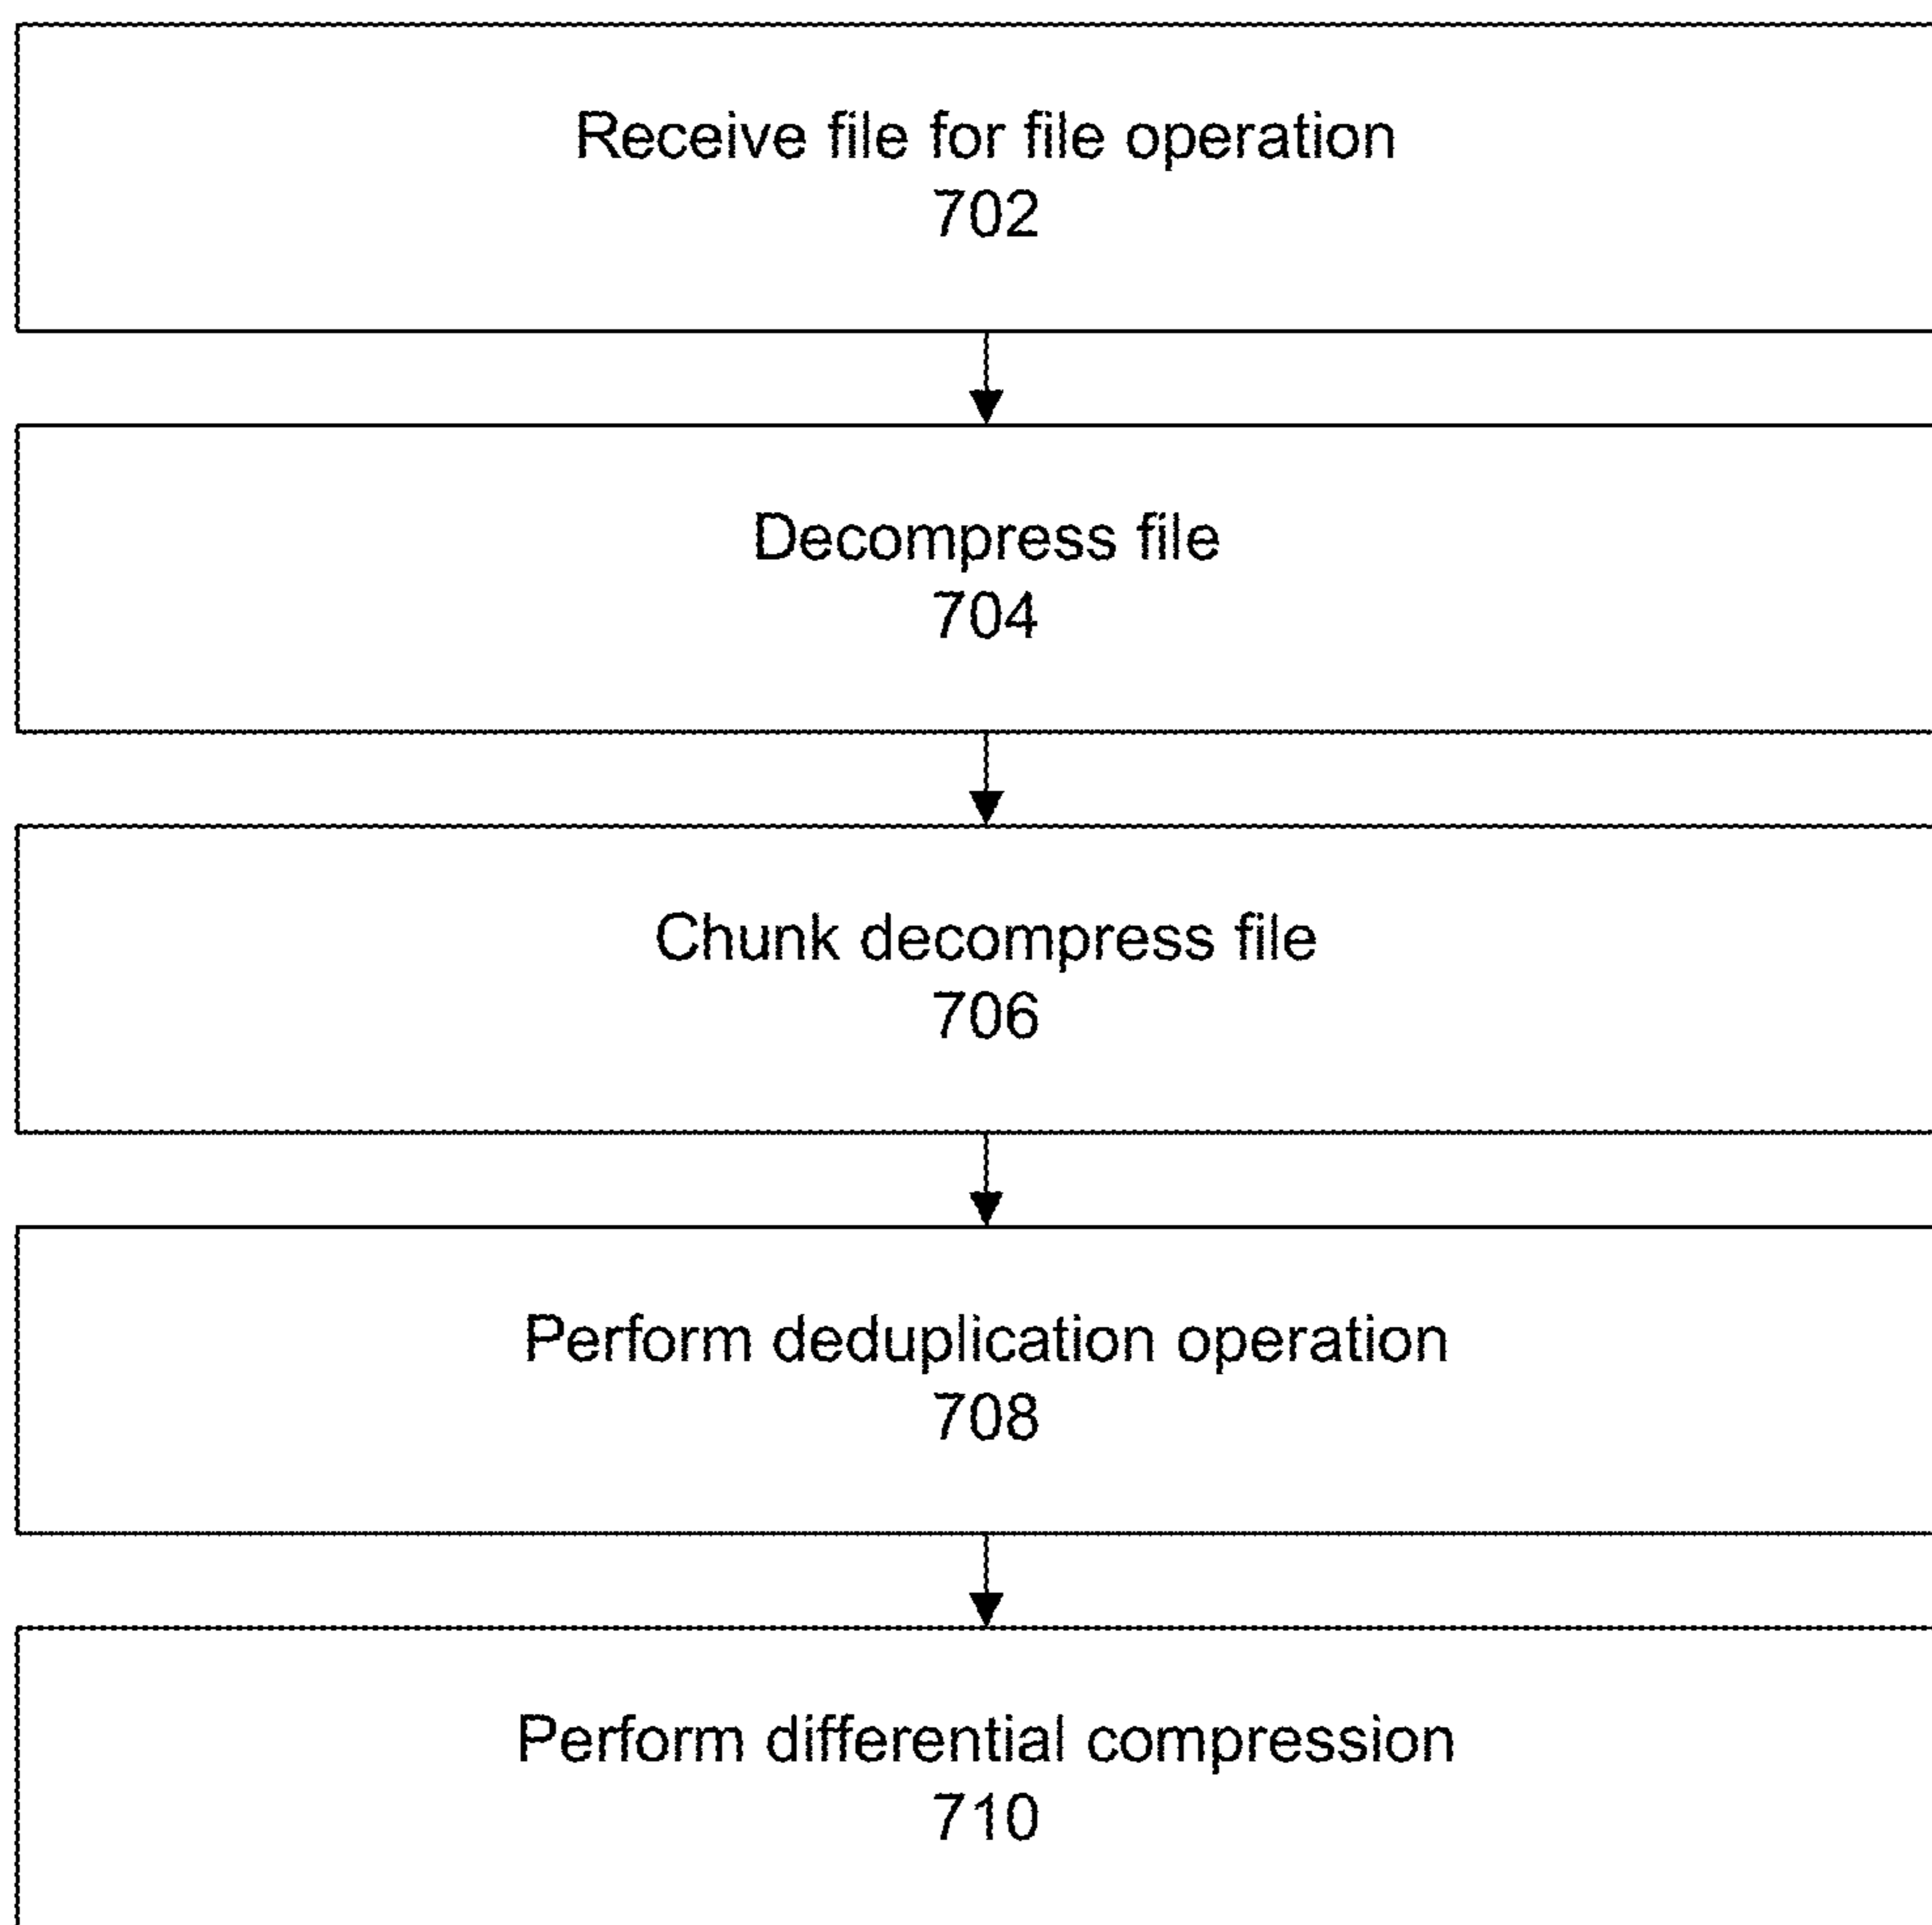 Receive file for file operation
702
Decompress file
704
Chunk decompress file
706
Perform deduplication operation
708
Perform differential compression
710